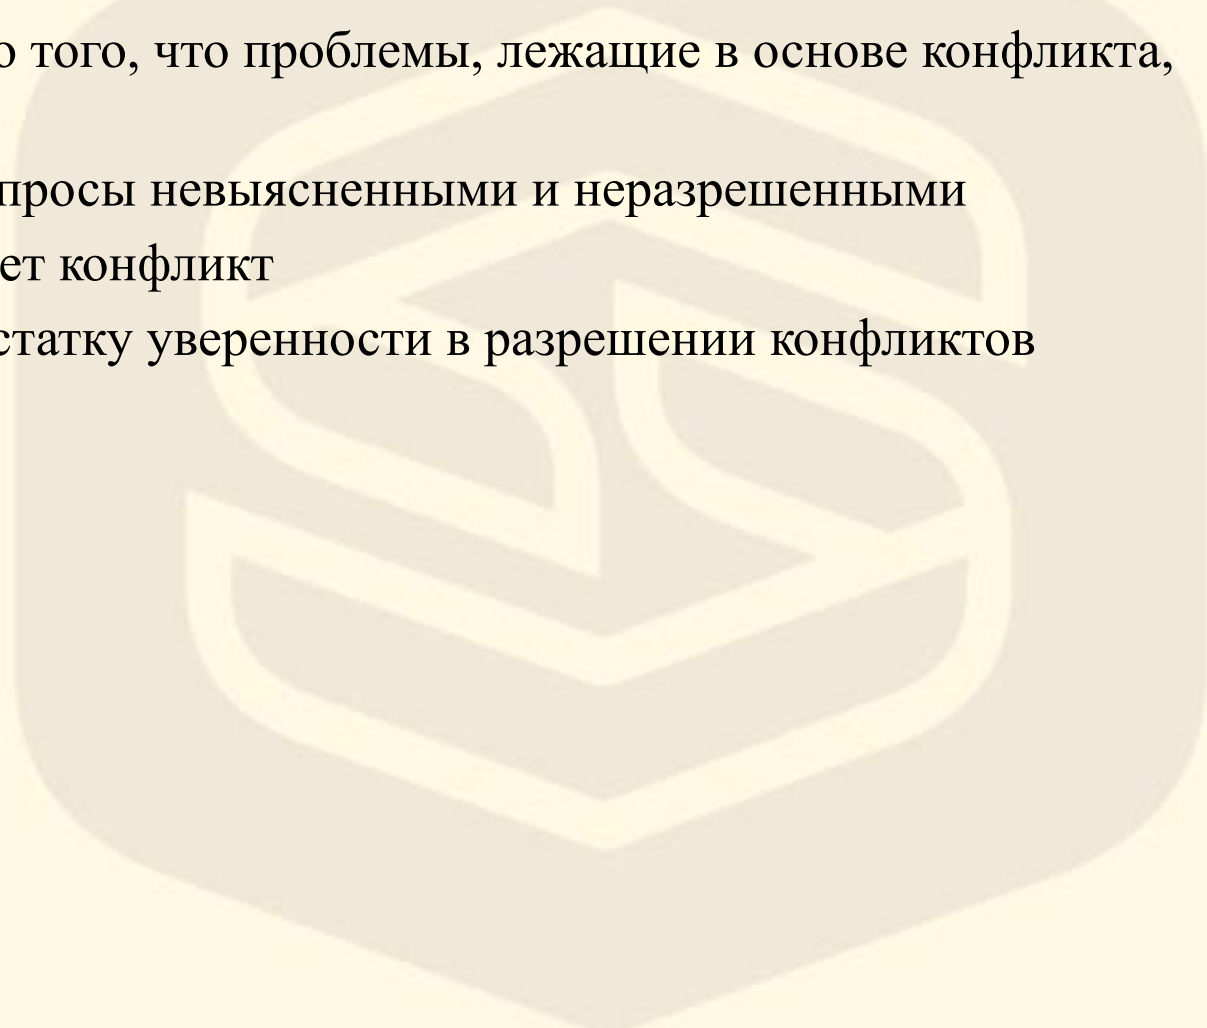 о того, что проблемы, лежащие в основе конфликта,
просы невыясненными и неразрешенными
ет конфликт
статку уверенности в разрешении конфликтов